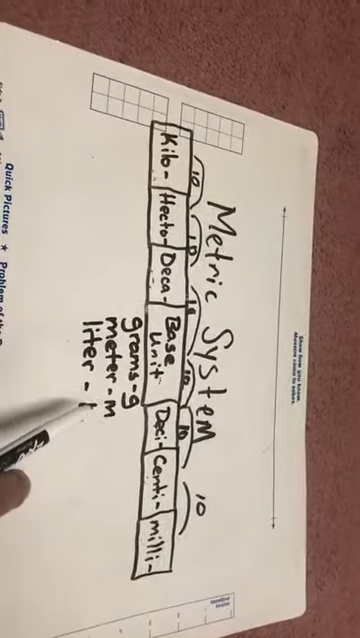 Metric System
10 10 10 10 10 10
Kilo- Hecto- Deca- Base unit Deci- Centi- milli-
grams-g
meter-m
liter-l
Show how you know.
Quick Pictures ★